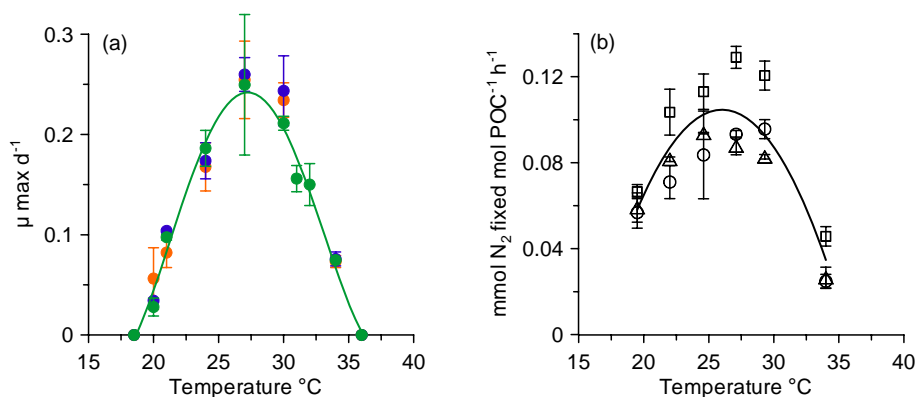 (a)
µ max d⁻¹
0.3
0.2
0.1
0
15 20 25 30 35 40
Temperature °C
(b)
mmol N₂ fixed mol POC⁻¹ h⁻¹
0.12
0.08
0.04
0
15 20 25 30 35 40
Temperature °C